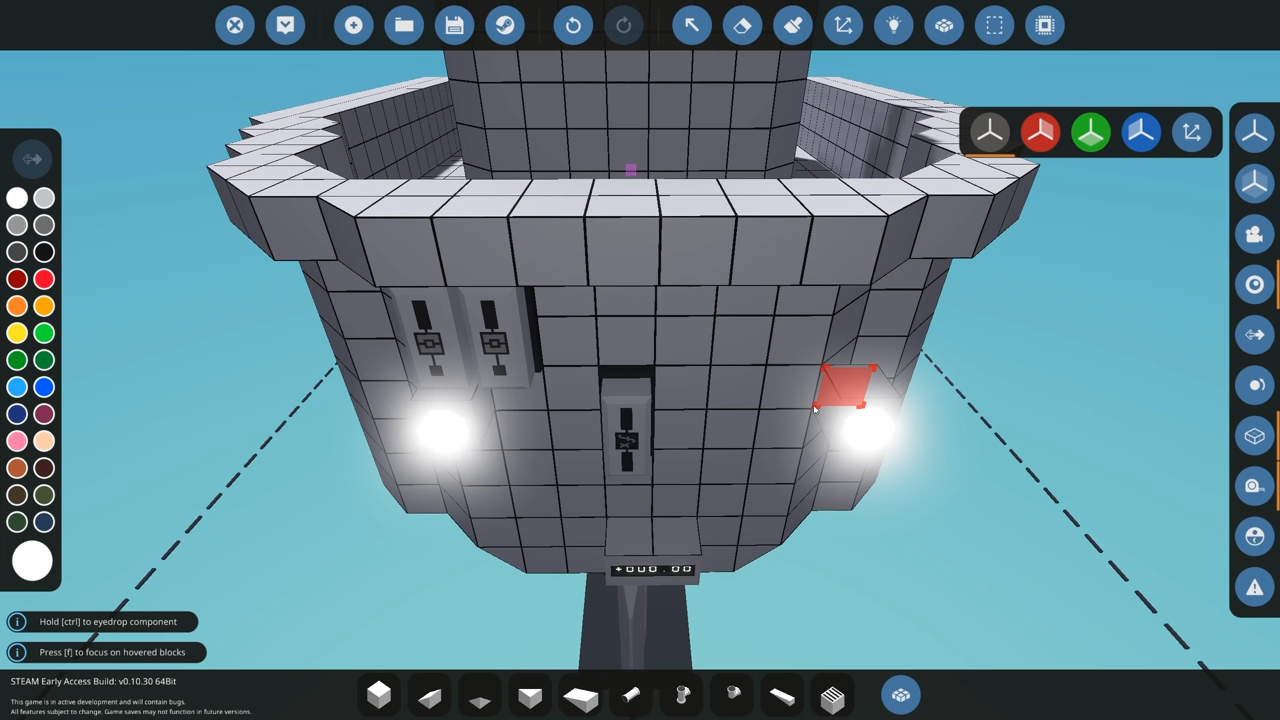 +000.00
Hold [ctrl] to eyedrop component
Press [f] to focus on hovered blocks
STEAM Early Access Build: v0.10.30 64Bit
This game is in active development and will contain bugs.
All features subject to change. Game saves may not function in future versions.